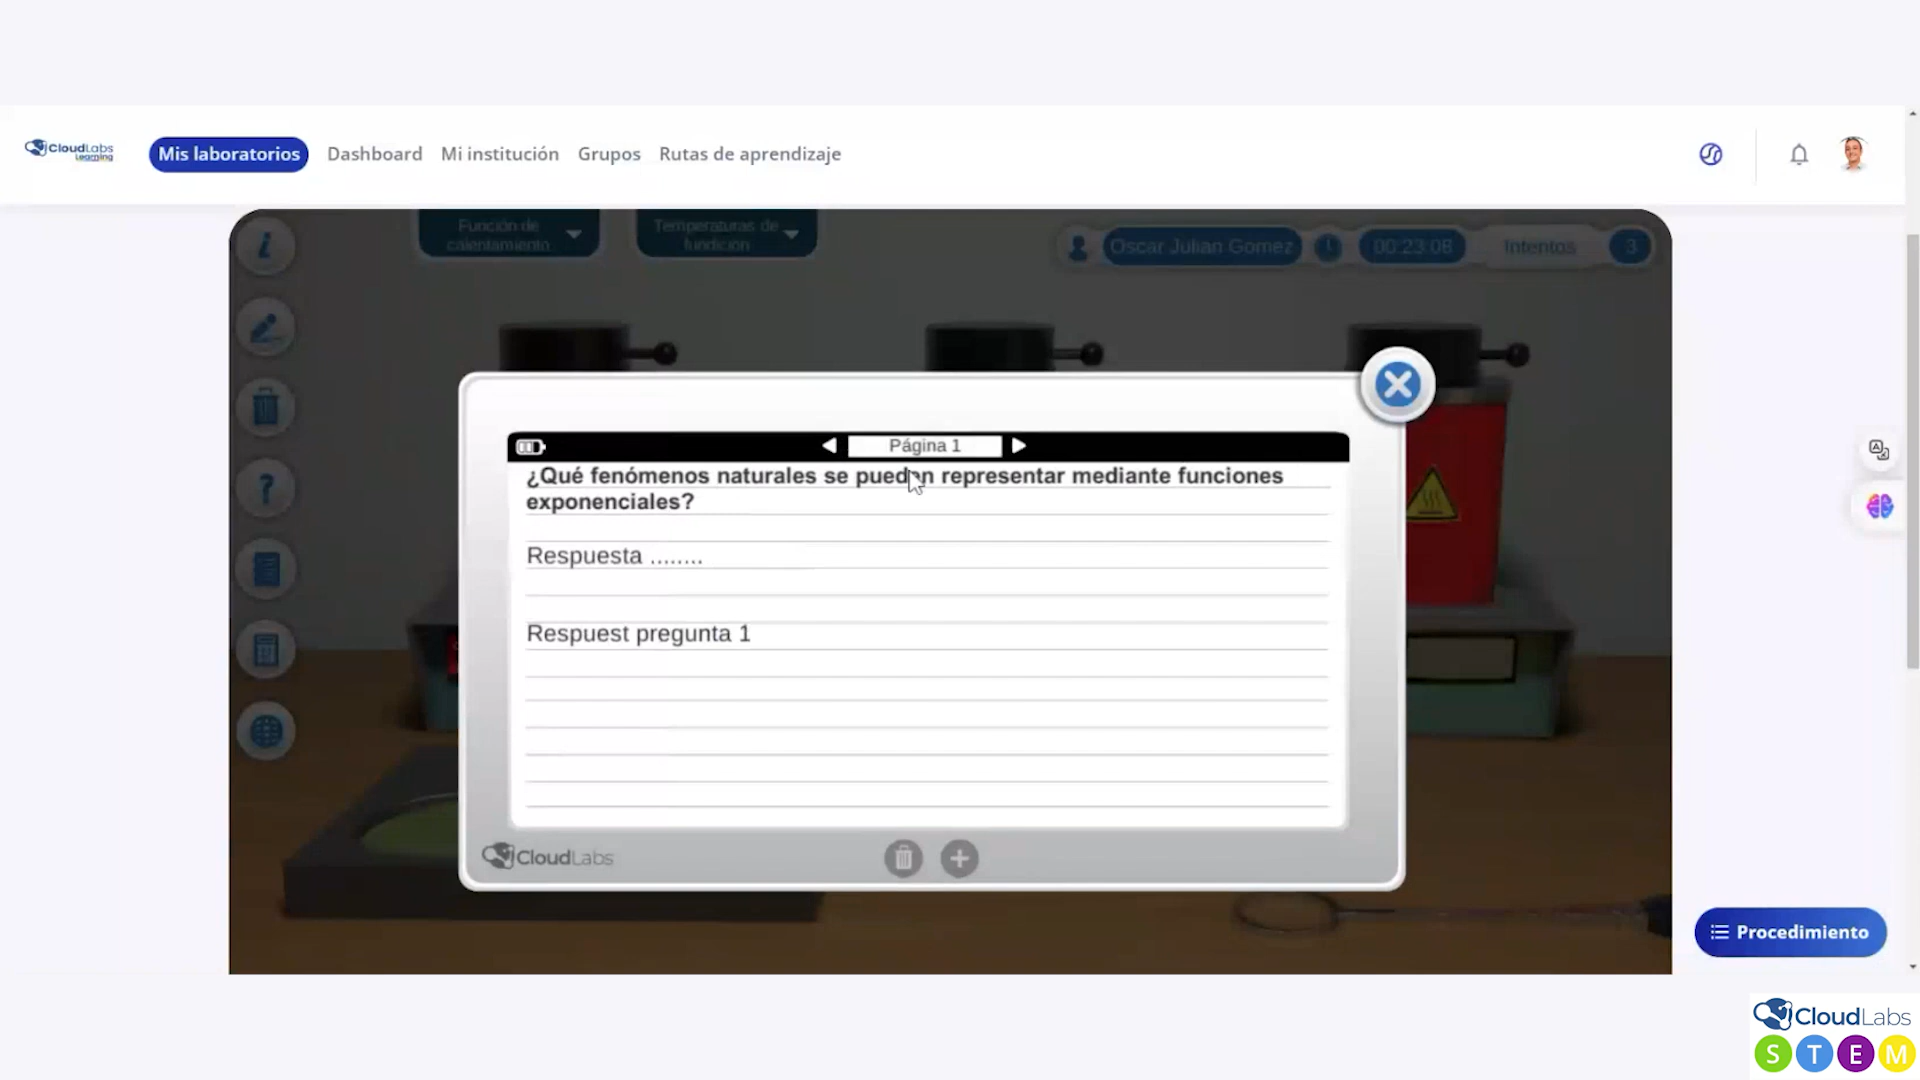 CloudLabs
Learning
Mis laboratorios
Dashboard
Mi institución
Grupos
Rutas de aprendizaje
Función de
calentamiento
Temperaturas de
fundición
Oscar Julian Gomez
00:23:06
Intentos
3
Página 1
¿Qué fenómenos naturales se pueden representar mediante funciones
exponenciales?
Respuesta ........
Respuest pregunta 1
CloudLabs
Procedimiento
CloudLabs
S T E M